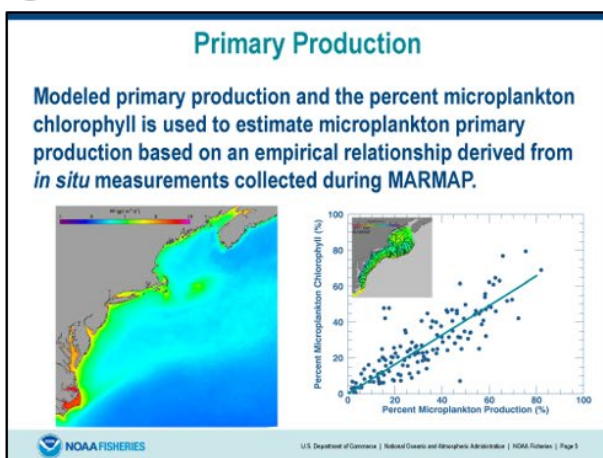 Primary Production
Modeled primary production and the percent microplankton
chlorophyll is used to estimate microplankton primary
production based on an empirical relationship derived from
in situ measurements collected during MARMAP.
Percent Microplankton Chlorophyll (%)
100
80
60
40
20
0
0 20 40 60 80 100
Percent Microplankton Production (%)
NOAA FISHERIES
U.S. Department of Commerce | National Oceanic and Atmospheric Administration | NOAA Fisheries | Page 5